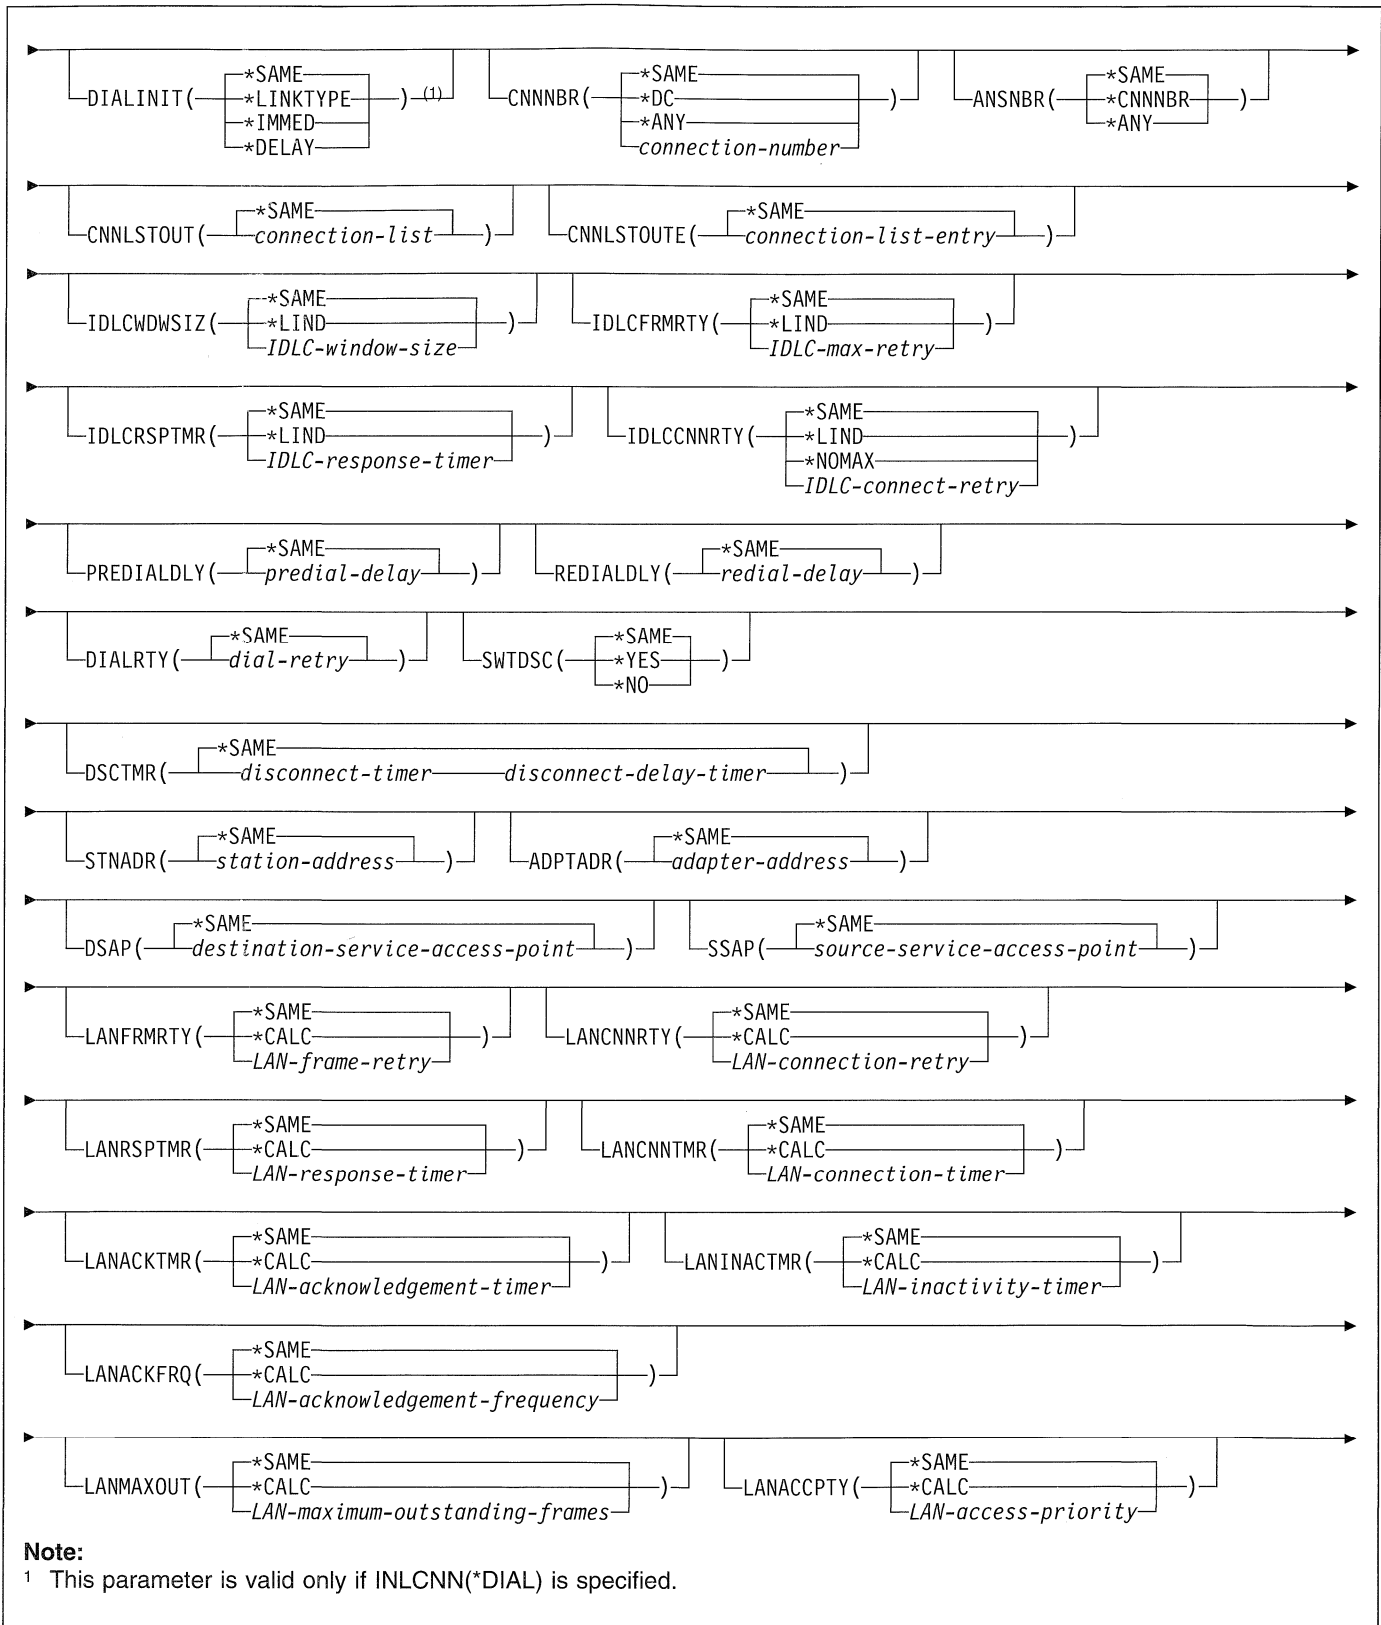 *SAME *SAME *SAME
DIALINIT( *LINKTYPE ) (1) CNNNBR( *DC ) ANSNBR( *CNNNBR )
*IMMED *ANY *ANY
*DELAY connection-number
*SAME *SAME
CNNLSTOUT( connection-list ) CNNLSTOUTE( connection-list-entry )
*SAME *SAME
IDLCWDWSIZ( *LIND ) IDLCFRMRTY( *LIND )
IDLC-window-size IDLC-max-retry
*SAME *SAME
IDLCRSPTMR( *LIND ) IDLCCNNRTY( *LIND )
IDLC-response-timer *NOMAX
IDLC-connect-retry
*SAME *SAME
PREDIALDLY( predial-delay ) REDIALDLY( redial-delay )
*SAME *SAME
DIALRTY( dial-retry ) SWTDSC( *YES )
*NO
*SAME
DSCTMR( disconnect-timer disconnect-delay-timer )
*SAME *SAME
STNADR( station-address ) ADPTADR( adapter-address )
*SAME *SAME
DSAP( destination-service-access-point ) SSAP( source-service-access-point )
*SAME *SAME
LANFRMRTY( *CALC ) LANCNNRTY( *CALC )
LAN-frame-retry LAN-connection-retry
*SAME *SAME
LANRSPTMR( *CALC ) LANCNNTMR( *CALC )
LAN-response-timer LAN-connection-timer
*SAME *SAME
LANACKTMR( *CALC ) LANINACTMR( *CALC )
LAN-acknowledgement-timer LAN-inactivity-timer
*SAME
LANACKFRQ( *CALC )
LAN-acknowledgement-frequency
*SAME *SAME
LANMAXOUT( *CALC ) LANACCPTY( *CALC )
LAN-maximum-outstanding-frames LAN-access-priority
Note:
1 This parameter is valid only if INLCNN(*DIAL) is specified.